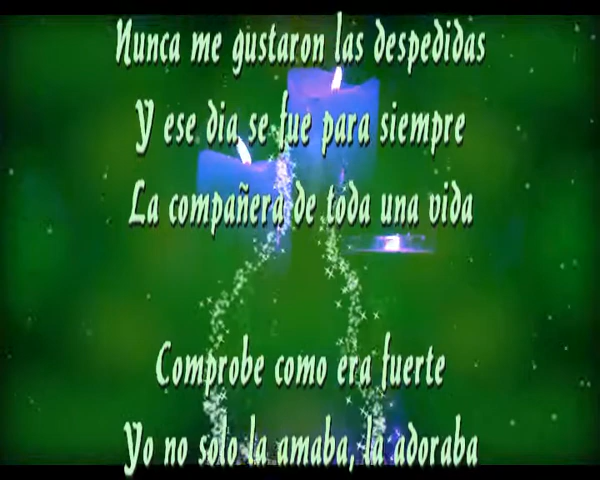 Nunca me gustaron las despedidas
Y ese dia se fue para siempre
La compañera de toda una vida
Comprobe como era fuerte
Yo no solo la amaba, la adoraba